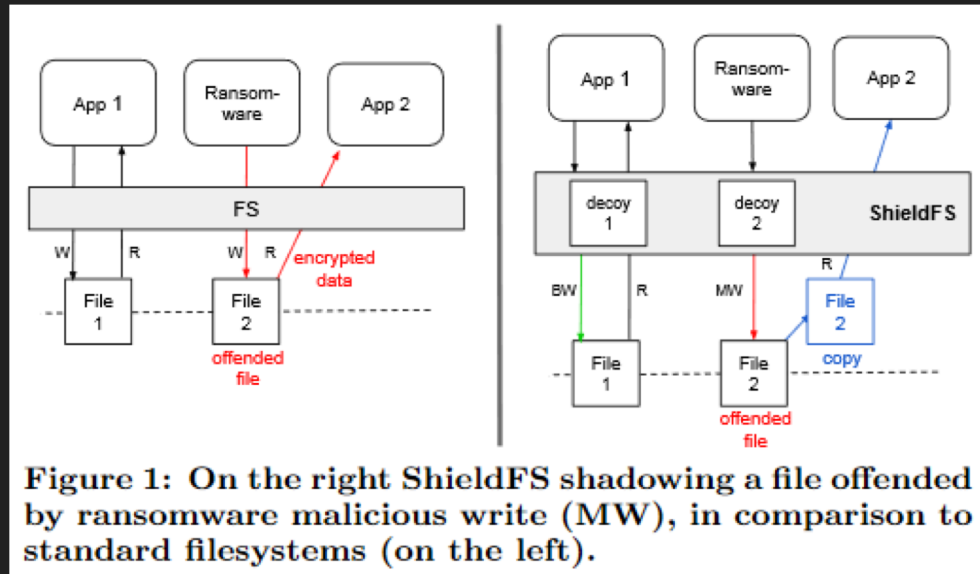 App 1
Ransom-
ware
App 2
FS
W
R
W
R
encrypted
data
File
1
File
2
offended
file
App 1
Ransom-
ware
App 2
decoy
1
decoy
2
ShieldFS
BW
R
MW
R
File
2
copy
File
1
File
2
offended
file
Figure 1: On the right ShieldFS shadowing a file offended
by ransomware malicious write (MW), in comparison to
standard filesystems (on the left).